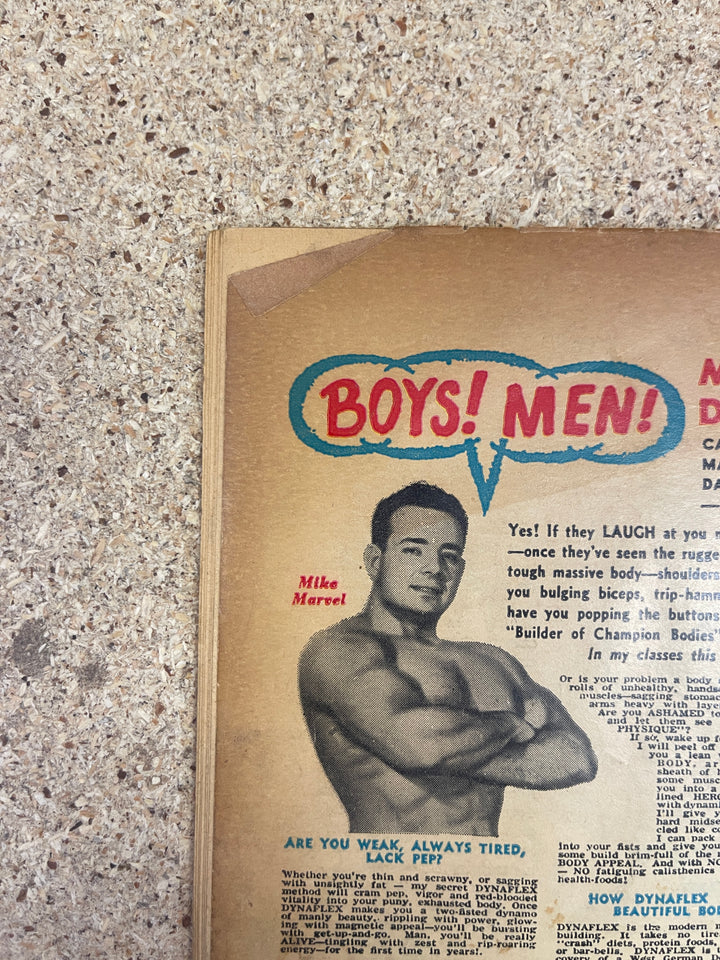 BOYS! MEN!
M
D
CA
MA
DA
Mike
Marvel
Yes! If they LAUGH at you
—once they've seen the rugge
tough massive body—shoulders
you bulging biceps, trip-hamm
have you popping the buttons
"Builder of Champion Bodies"
In my classes this
Or is your problem a body
rolls of unhealthy, hands
muscles—sagging stomac
arms heavy with laye
Are you ASHAMED to
and let them see
PHYSIQUE"?
If so, wake up f
I will peel off
you a lean
BODY, ar
sheath of
some musc
you into a
lined HERC
with dynami
I'll give y
hard midse
cled like co
I can pack
into your fists and give you
some build brim-full of the
BODY APPEAL. And with NO
— NO fatiguing calisthenics
health-foods!
ARE YOU WEAK, ALWAYS TIRED,
LACK PEP?
Whether you're thin and scrawny, or sagging
with unsightly fat — my secret DYNAFLEX
method will cram pep, vigor and red-blooded
vitality into your puny, exhausted body. Once
DYNAFLEX makes you a two-fisted dynamo
of manly beauty, rippling with power, glow-
ing with magnetic appeal—you'll be bursting
with get-up-and-go. Man, you'll be really
ALIVE—tingling with zest and rip-roaring
energy—for the first time in years!
HOW DYNAFLEX
BEAUTIFUL BOD
DYNAFLEX is the modern m
building. It takes no tire
"crash" diets, protein foods,
or bar-bells. DYNAFLEX is
covery of a West German D